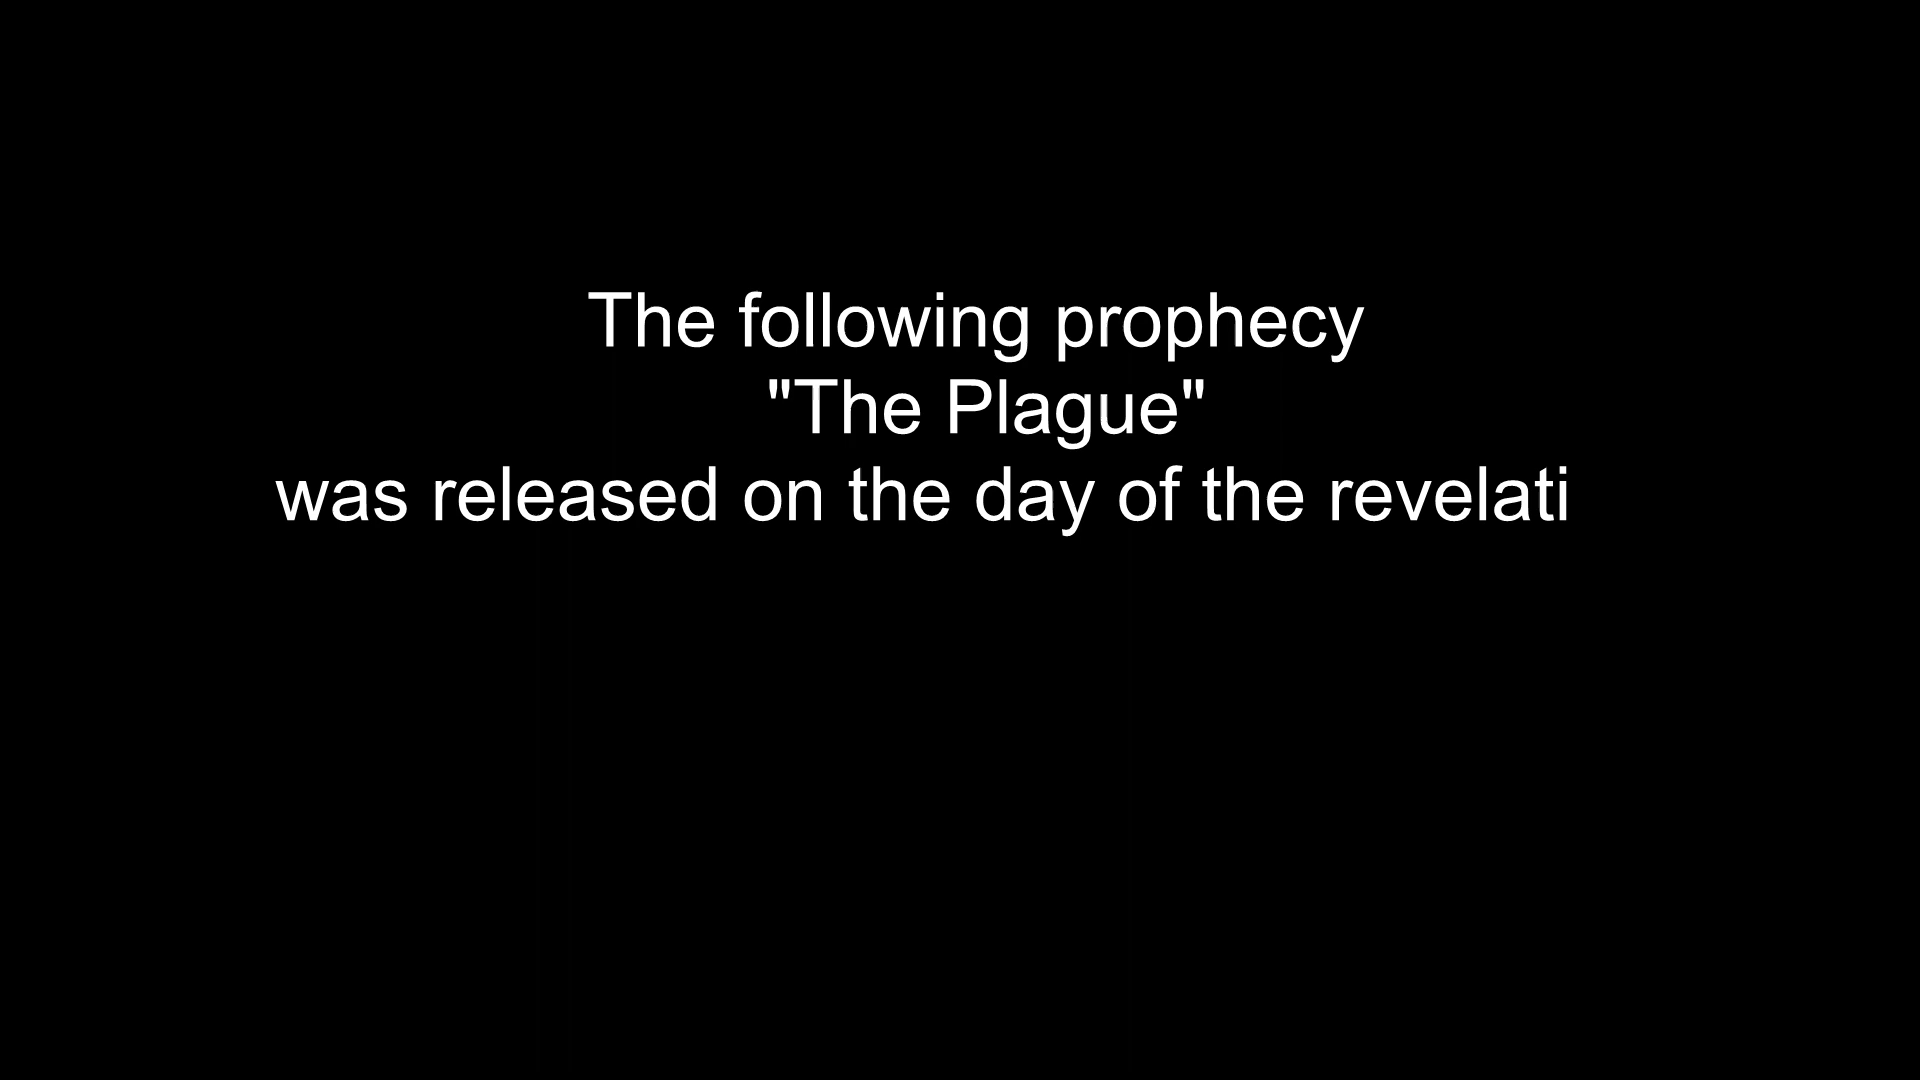 The following prophecy
"The Plague"
was released on the day of the revelati